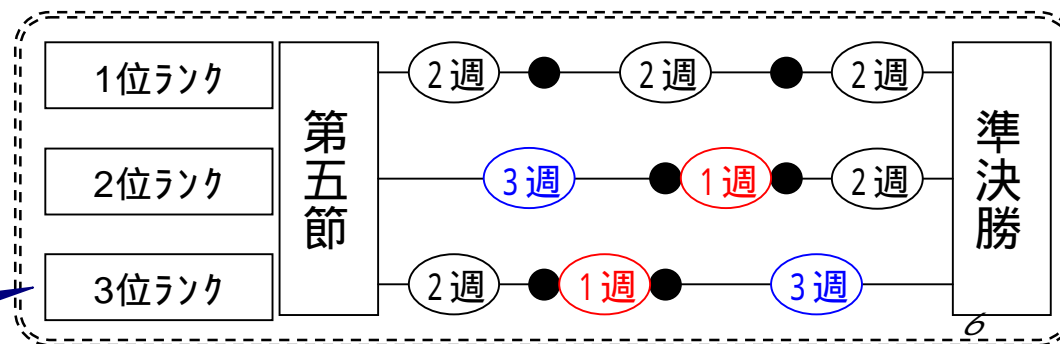 1位ランク
2位ランク
3位ランク
第五節
2週 2週 2週
3週 1週 2週
2週 1週 3週
準決勝
6